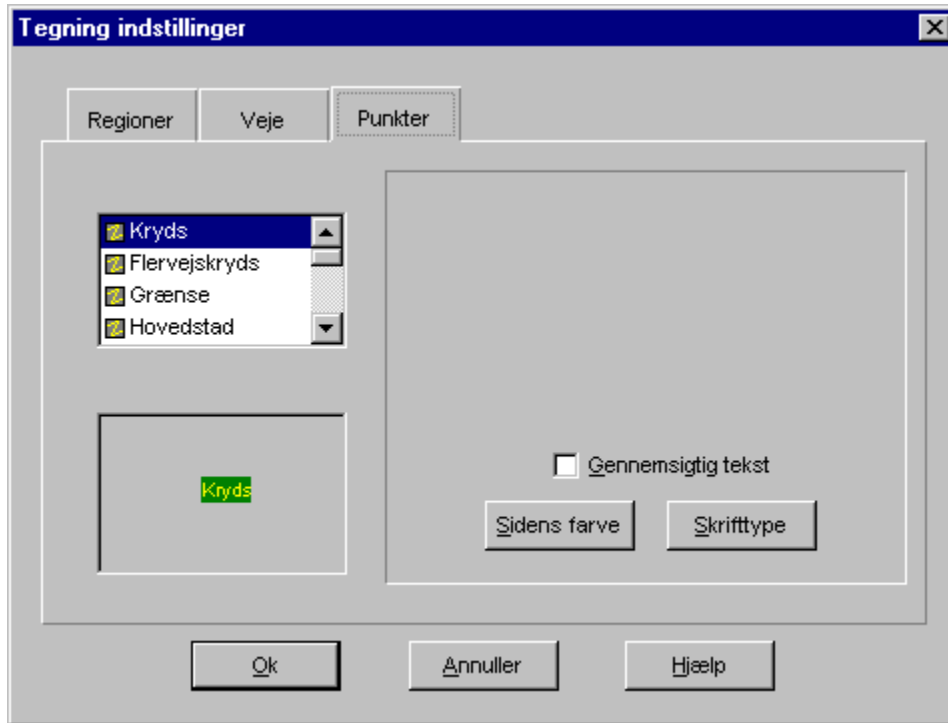 Tegning indstillinger
Regioner Veje Punkter
Kryds
Flervejskryds
Grænse
Hovedstad
Kryds
Gennemsigtig tekst
Sidens farve Skrifttype
Ok Annuller Hjælp